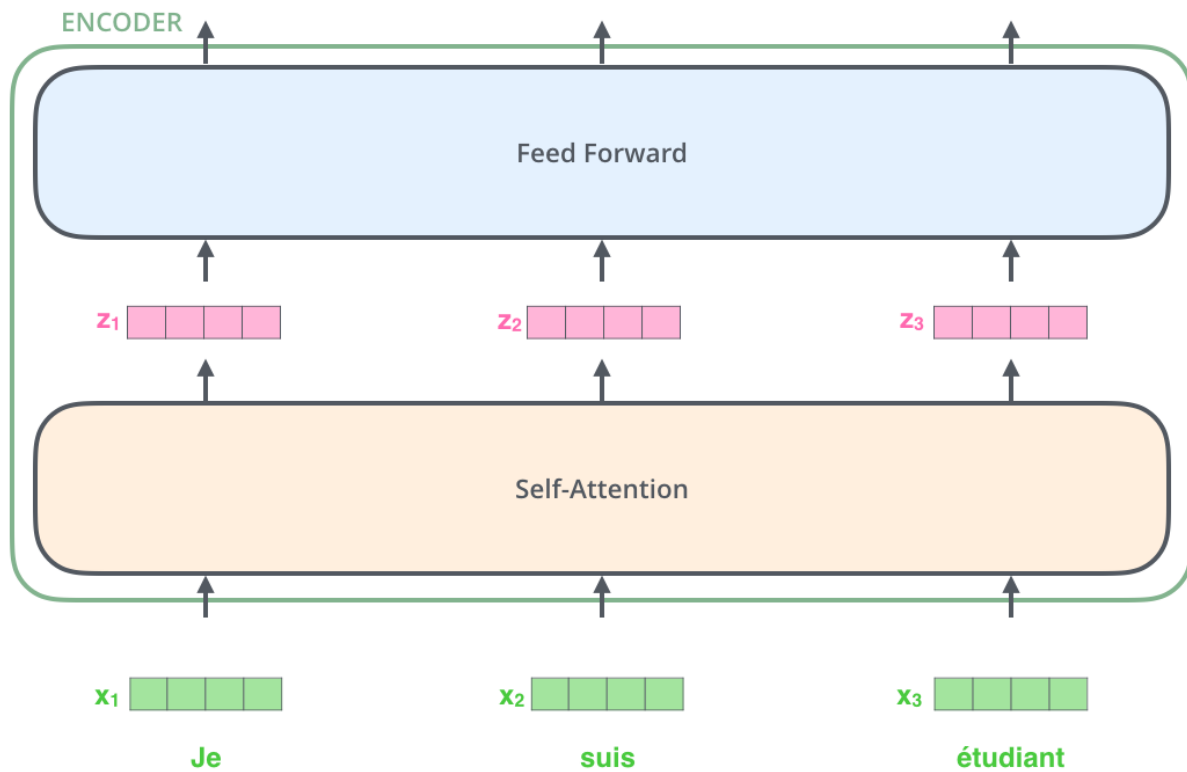 ENCODER
Feed Forward
z₁ z₂ z₃
Self-Attention
x₁ x₂ x₃
Je suis étudiant